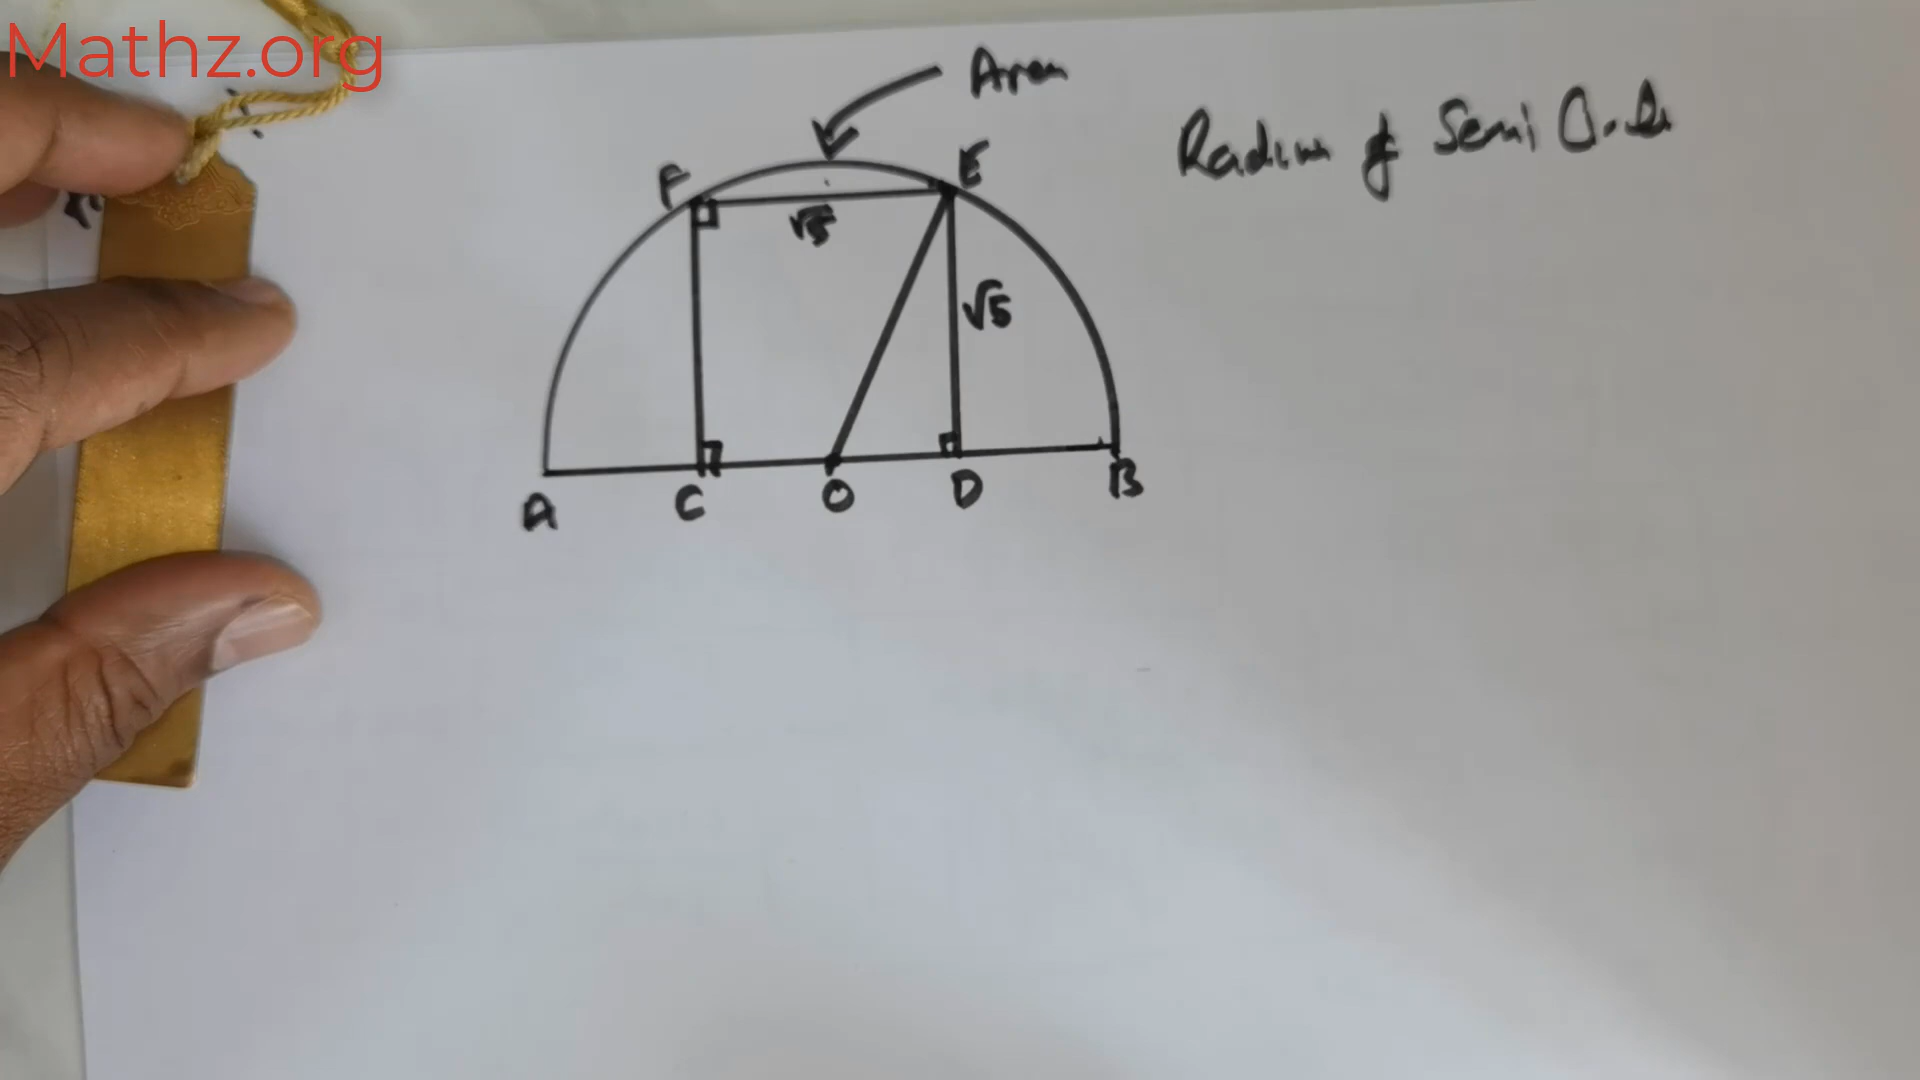 Mathz.org
Area
Radius of Semi Circle
F
E
√5
√5
A
C
O
D
B